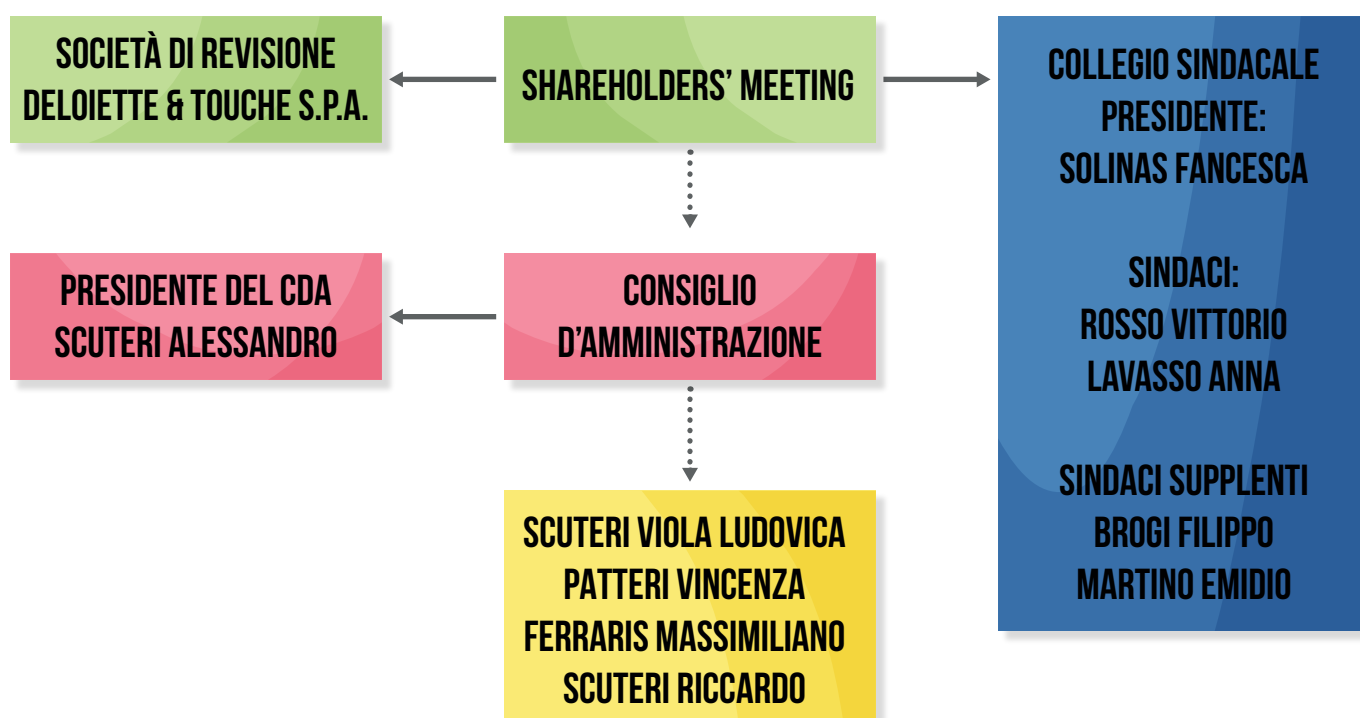 SOCIETÀ DI REVISIONE
DELOIETTE & TOUCHE S.P.A.
SHAREHOLDERS’ MEETING
COLLEGIO SINDACALE
PRESIDENTE:
SOLINAS FANCESCA
SINDACI:
ROSSO VITTORIO
LAVASSO ANNA
SINDACI SUPPLENTI
BROGI FILIPPO
MARTINO EMIDIO
PRESIDENTE DEL CDA
SCUTERI ALESSANDRO
CONSIGLIO
D’AMMINISTRAZIONE
SCUTERI VIOLA LUDOVICA
PATTERI VINCENZA
FERRARIS MASSIMILIANO
SCUTERI RICCARDO